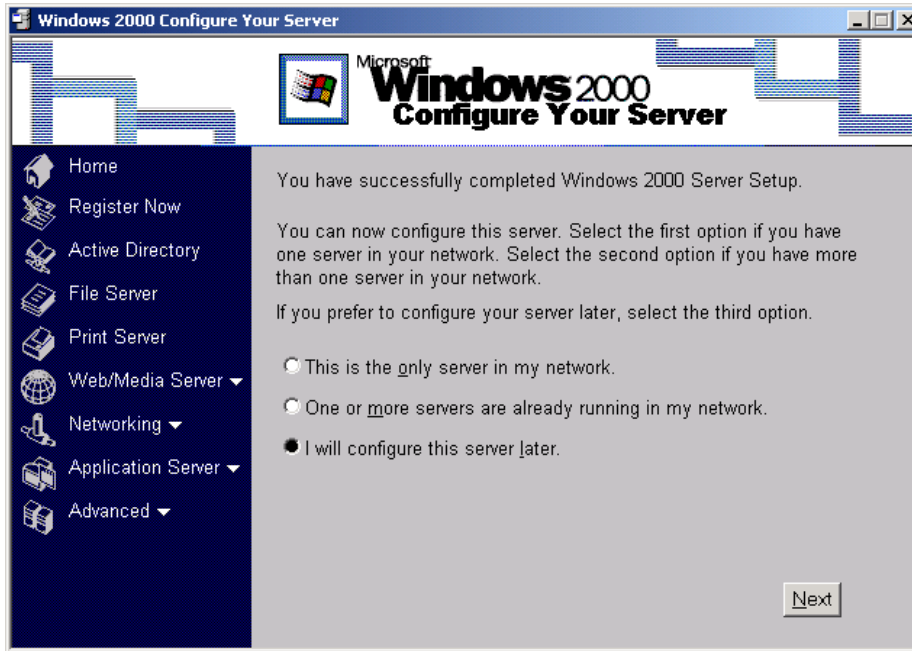 Windows 2000 Configure Your Server
Microsoft
Windows 2000
Configure Your Server
Home
Register Now
Active Directory
File Server
Print Server
Web/Media Server
Networking
Application Server
Advanced
You have successfully completed Windows 2000 Server Setup.
You can now configure this server. Select the first option if you have
one server in your network. Select the second option if you have more
than one server in your network.
If you prefer to configure your server later, select the third option.
This is the only server in my network.
One or more servers are already running in my network.
I will configure this server later.
Next